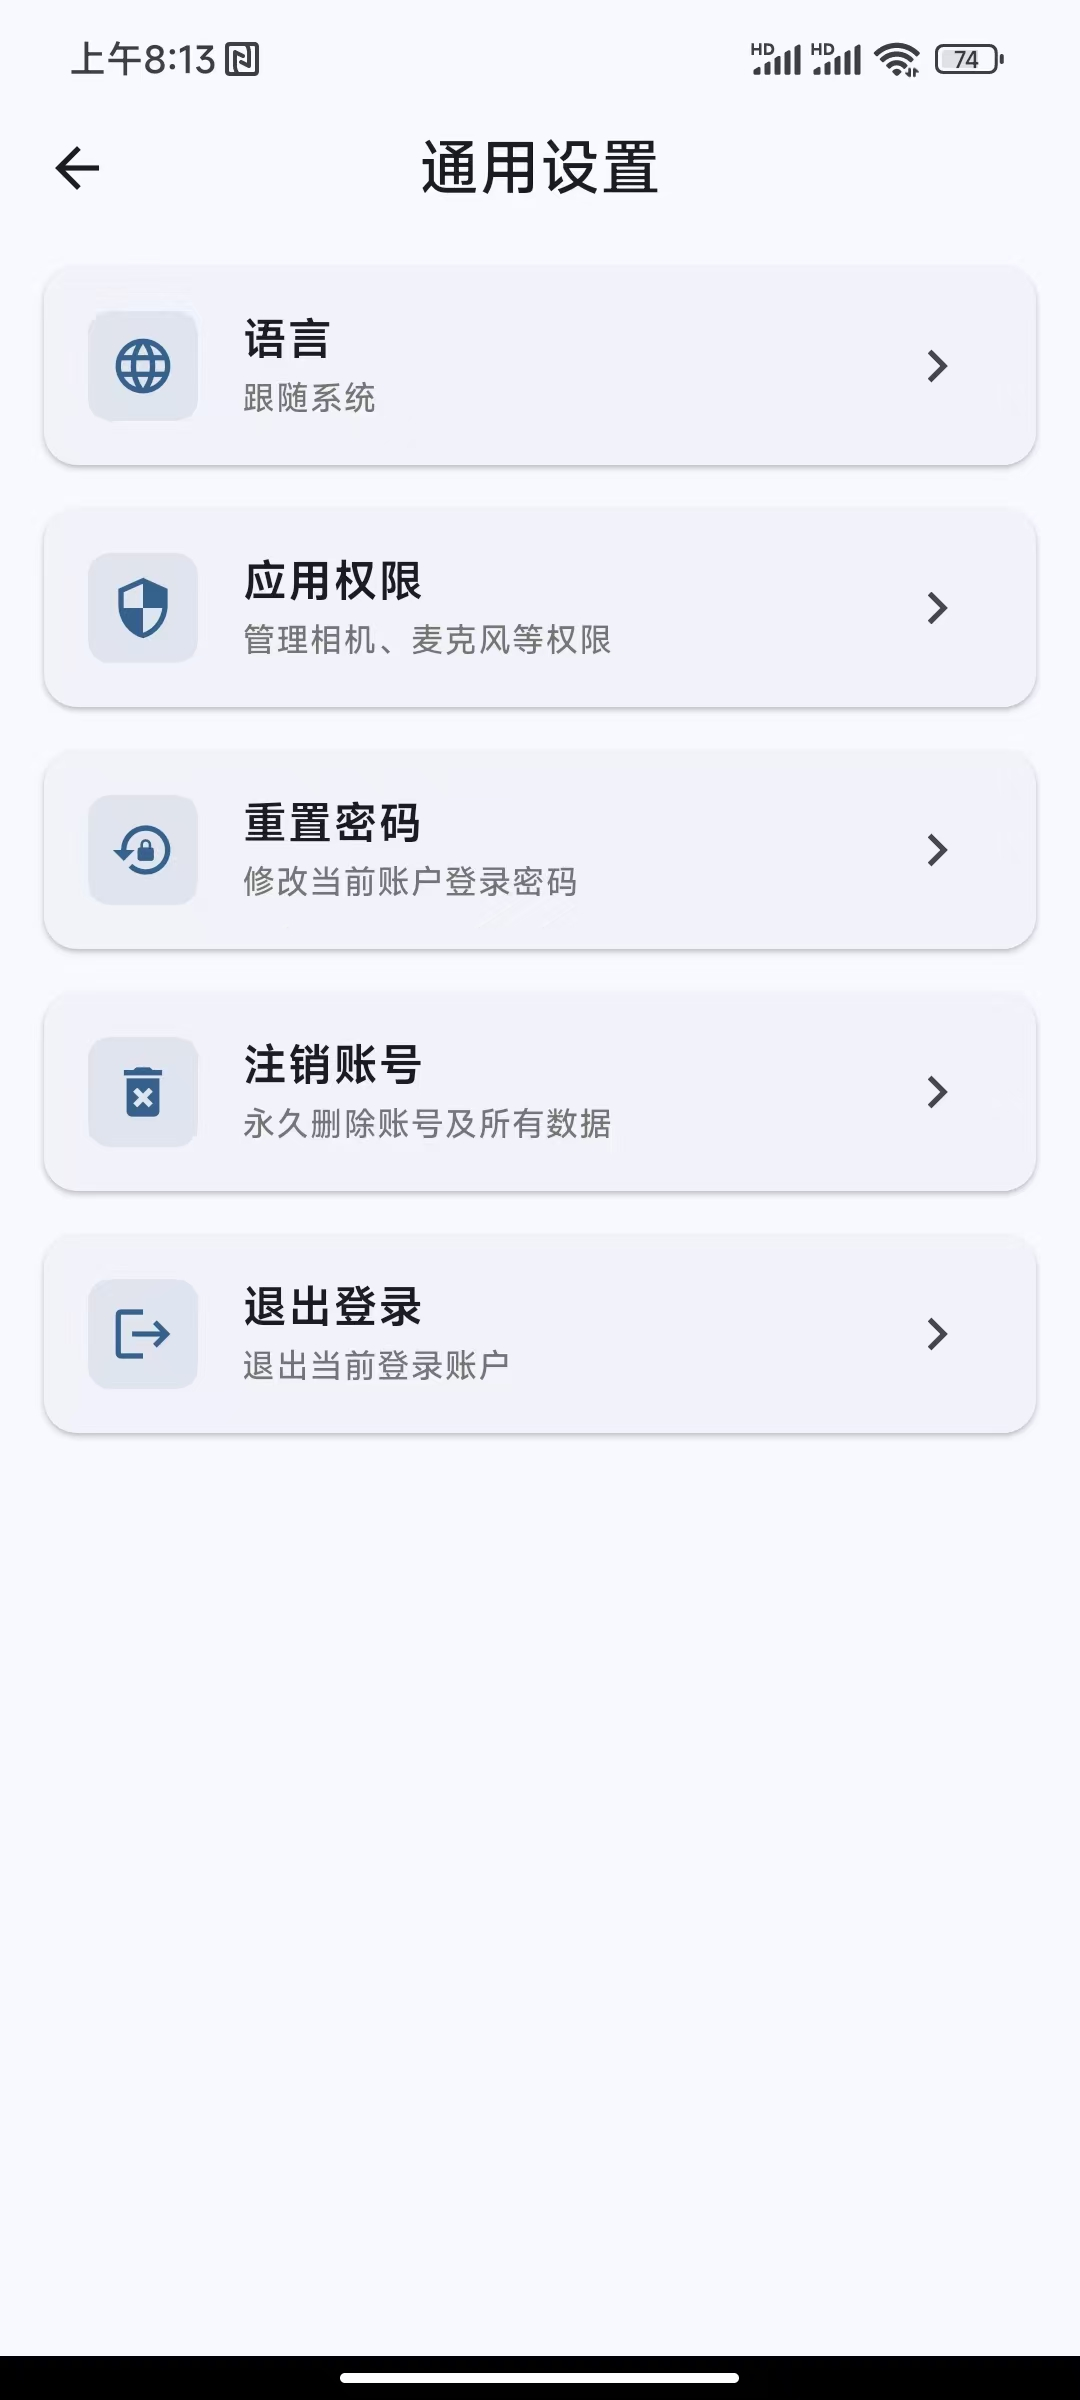 上午8:13 HD HD 74
通用设置
语言
跟随系统
应用权限
管理相机、麦克风等权限
重置密码
修改当前账户登录密码
注销账号
永久删除账号及所有数据
退出登录
退出当前登录账户